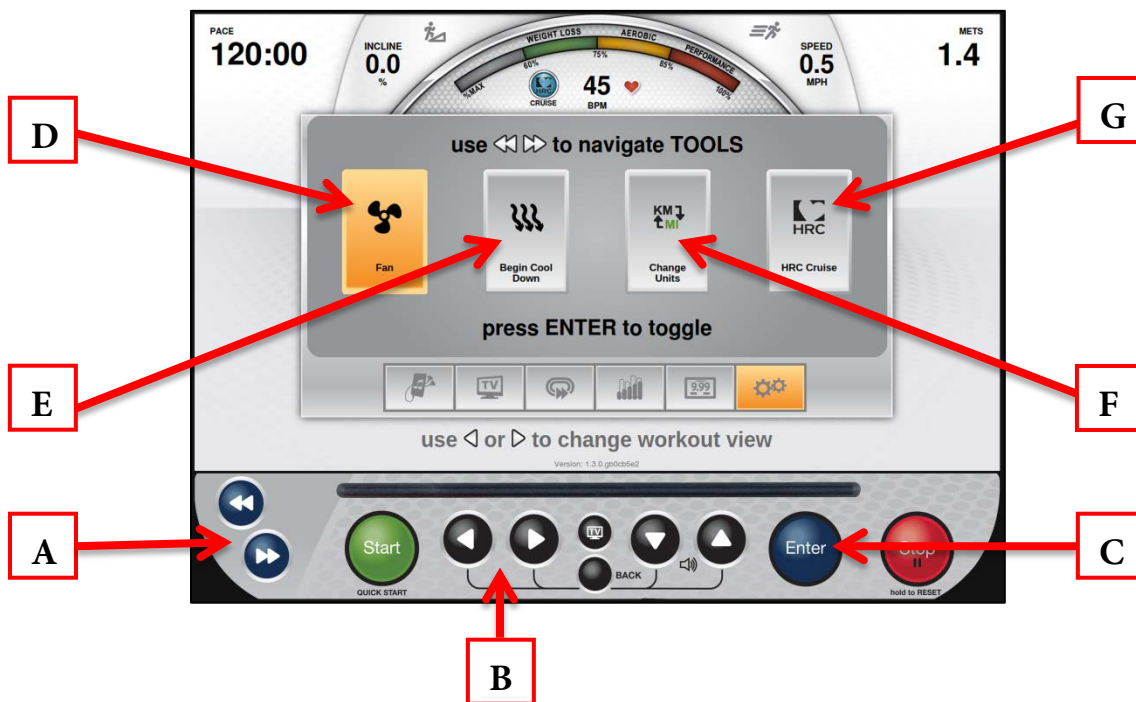 PACE
120:00
INCLINE
0.0
%
%MAX
60%
WEIGHT LOSS
75%
AEROBIC
85%
PERFORMANCE
100%
HRC
CRUISE
45
BPM
SPEED
0.5
MPH
METS
1.4
D
G
use to navigate TOOLS
Fan
Begin Cool
Down
KM
MI
Change
Units
HRC
HRC Cruise
press ENTER to toggle
E
F
TV
9.99
use or to change workout view
Version: 1.3.0.gb0cb5e2
A
C
Start
QUICK START
TV
BACK
Enter
Stop
hold to RESET
B